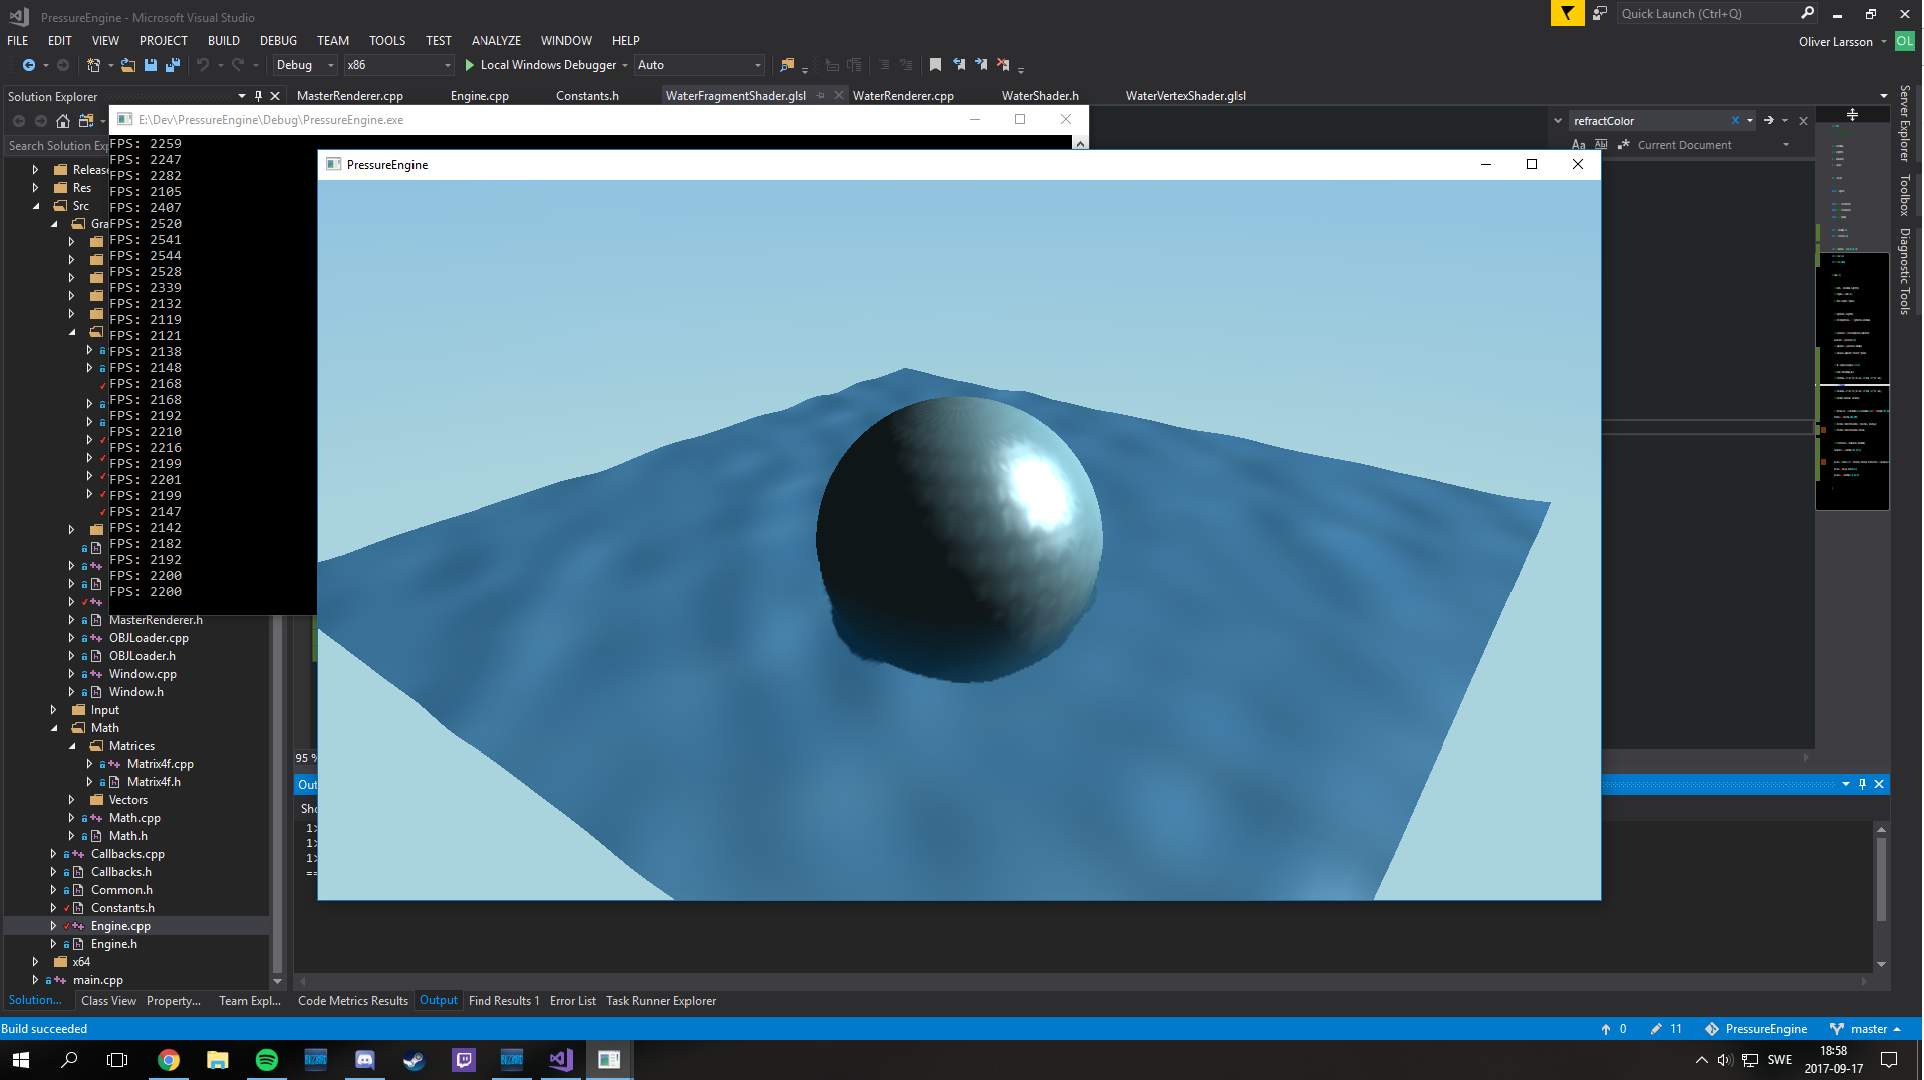 PressureEngine - Microsoft Visual Studio
Quick Launch (Ctrl+Q)
FILE EDIT VIEW PROJECT BUILD DEBUG TEAM TOOLS TEST ANALYZE WINDOW HELP
Oliver Larsson OL
Debug x86 Local Windows Debugger Auto
Solution Explorer
MasterRenderer.cpp Engine.cpp Constants.h WaterFragmentShader.glsl WaterRenderer.cpp WaterShader.h WaterVertexShader.glsl
E:\Dev\PressureEngine\Debug\PressureEngine.exe
refractColor
Search Solution Exp
Aa Abl Current Document
Server Explorer
Toolbox
Diagnostic Tools
FPS: 2259
FPS: 2247
FPS: 2282
FPS: 2105
FPS: 2407
FPS: 2520
FPS: 2541
FPS: 2544
FPS: 2528
FPS: 2339
FPS: 2132
FPS: 2119
FPS: 2121
FPS: 2138
FPS: 2148
FPS: 2168
FPS: 2168
FPS: 2192
FPS: 2210
FPS: 2216
FPS: 2199
FPS: 2201
FPS: 2199
FPS: 2147
FPS: 2142
FPS: 2182
FPS: 2192
FPS: 2200
FPS: 2200
PressureEngine
Releas
Res
Src
Gra
MasterRenderer.h
OBJLoader.cpp
OBJLoader.h
Window.cpp
Window.h
Input
Math
Matrices
Matrix4f.cpp
Matrix4f.h
Vectors
Math.cpp
Math.h
Callbacks.cpp
Callbacks.h
Common.h
Constants.h
Engine.cpp
Engine.h
x64
main.cpp
95 %
Out
Sho
1>
1>
1>
==
Solution... Class View Property... Team Expl...
Code Metrics Results Output Find Results 1 Error List Task Runner Explorer
Build succeeded
0 11 PressureEngine master
SWE
18:58
2017-09-17